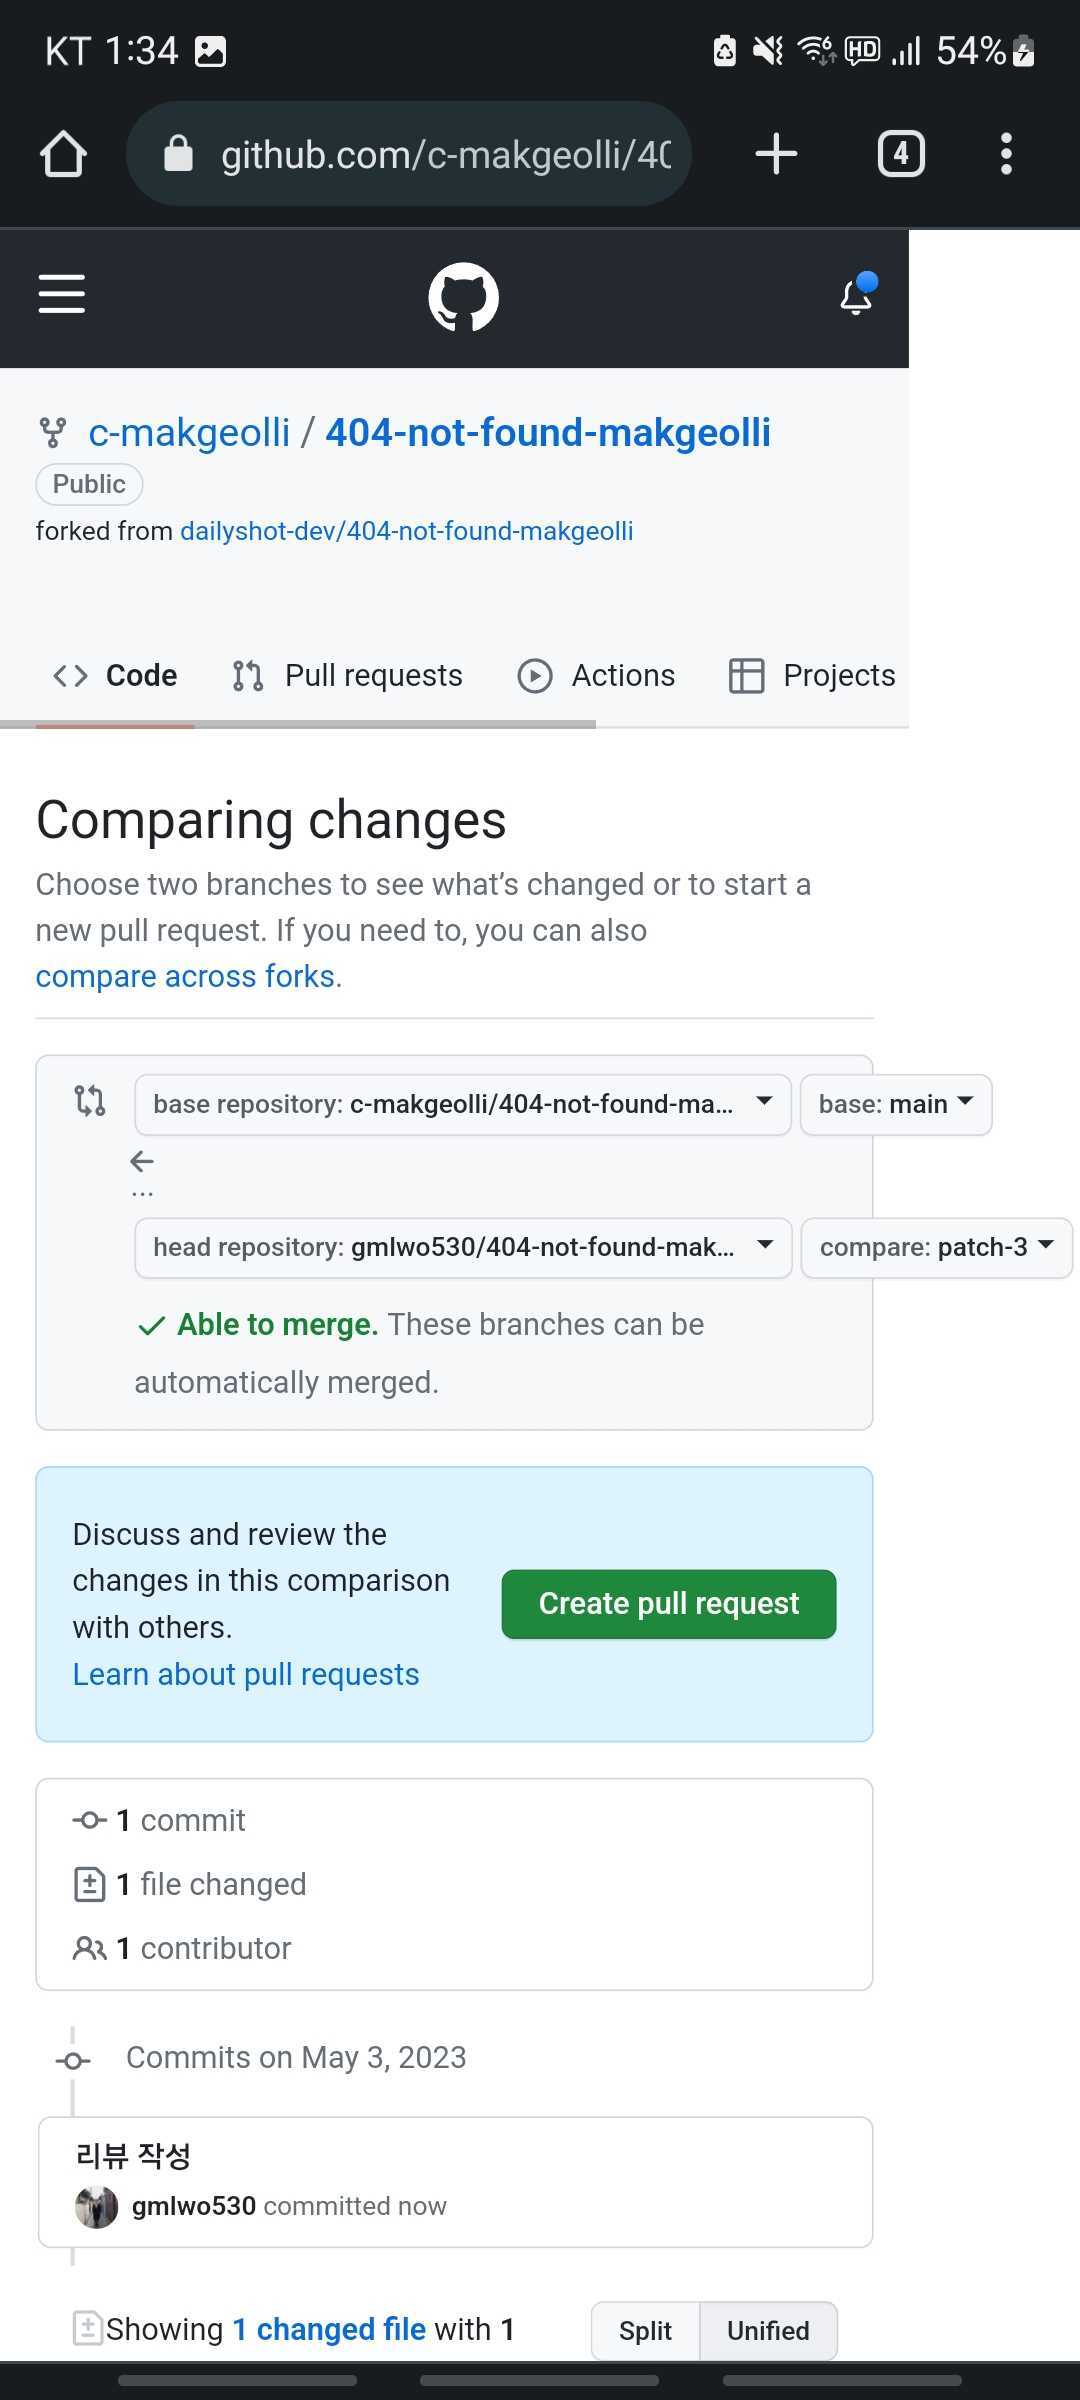 KT 1:34 6 HD 54%
github.com/c-makgeolli/40 4
c-makgeolli / 404-not-found-makgeolli
Public
forked from dailyshot-dev/404-not-found-makgeolli
Code Pull requests Actions Projects
Comparing changes
Choose two branches to see what's changed or to start a
new pull request. If you need to, you can also
compare across forks.
base repository: c-makgeolli/404-not-found-ma... base: main
...
head repository: gmlwo530/404-not-found-mak... compare: patch-3
Able to merge. These branches can be
automatically merged.
Discuss and review the
changes in this comparison
with others.
Learn about pull requests
Create pull request
1 commit
1 file changed
1 contributor
Commits on May 3, 2023
리뷰 작성
gmlwo530 committed now
Showing 1 changed file with 1 Split Unified